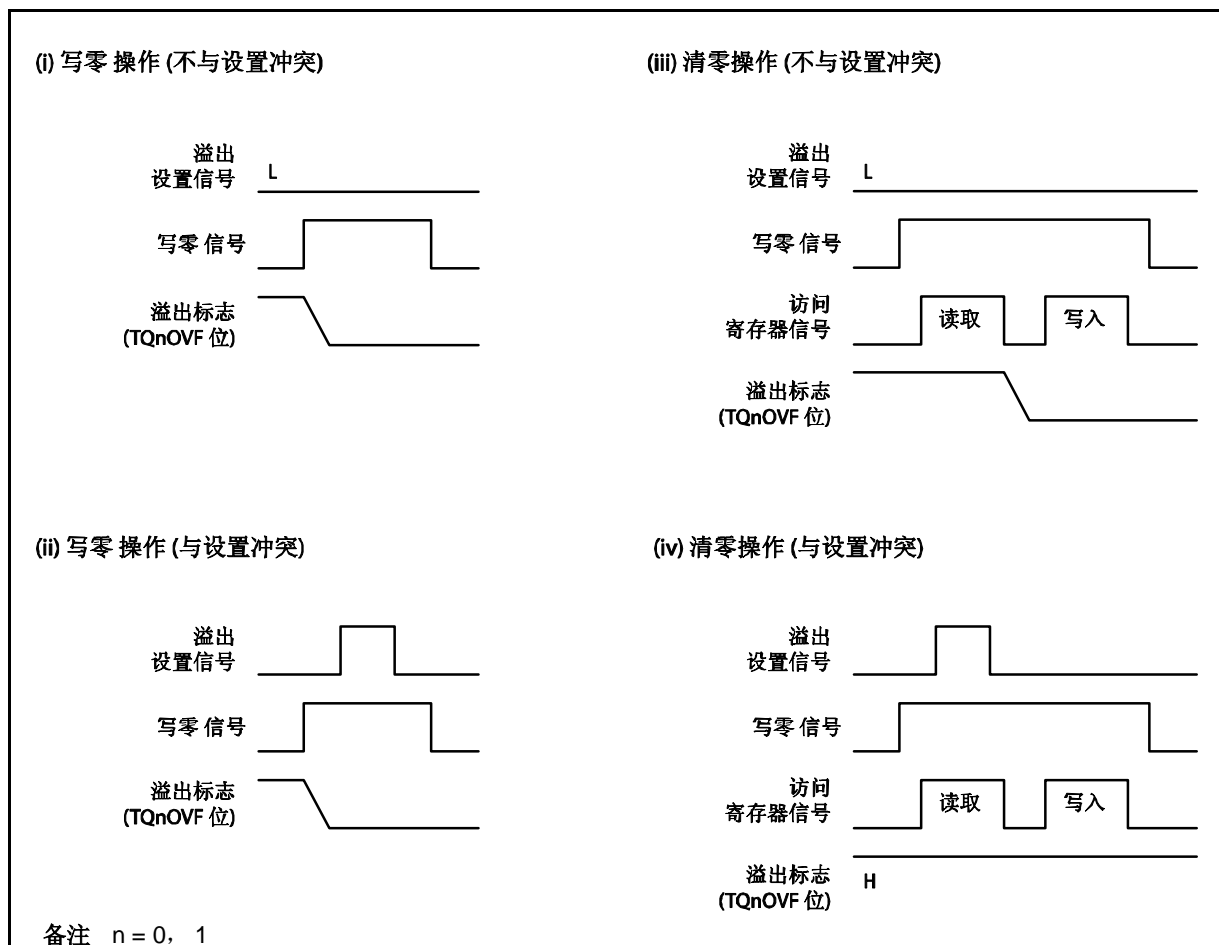 (i) 写零 操作 (不与设置冲突)
溢出
设置信号
L
写零 信号
溢出标志
(TQnOVF 位)
(iii) 清零操作 (不与设置冲突)
溢出
设置信号
L
写零 信号
访问
寄存器信号
读取
写入
溢出标志
(TQnOVF 位)
(ii) 写零 操作 (与设置冲突)
溢出
设置信号
写零 信号
溢出标志
(TQnOVF 位)
(iv) 清零操作 (与设置冲突)
溢出
设置信号
写零 信号
访问
寄存器信号
读取
写入
溢出标志
(TQnOVF 位)
H
备注 n = 0, 1